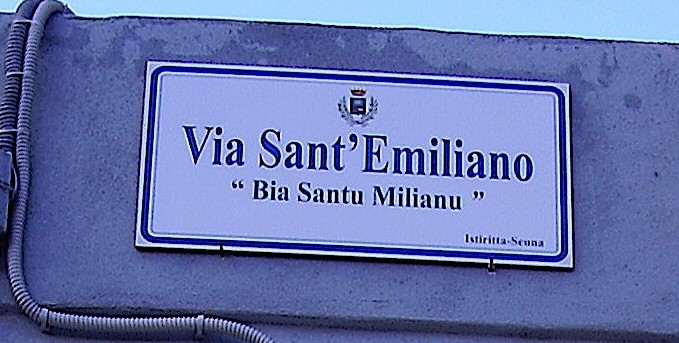 Via Sant'Emiliano
“ Bia Santu Milianu ”
Istiritta-Seuna